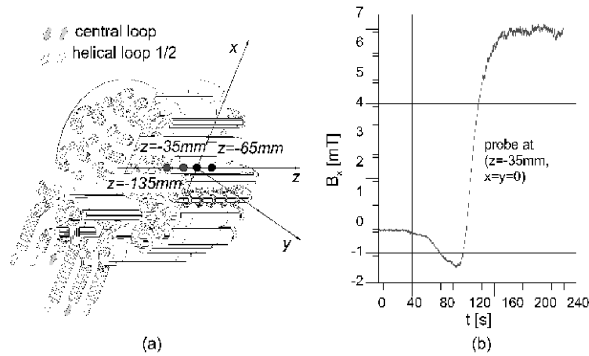 central loop
helical loop 1/2
x
z=-35mm
z=-65mm
z
z=-135mm
y
(a)
7
6
5
4
3
2
1
0
-1
-2
Bx [mT]
probe at
(z=-35mm,
x=y=0)
0 40 80 120 160 200 240
t [s]
(b)